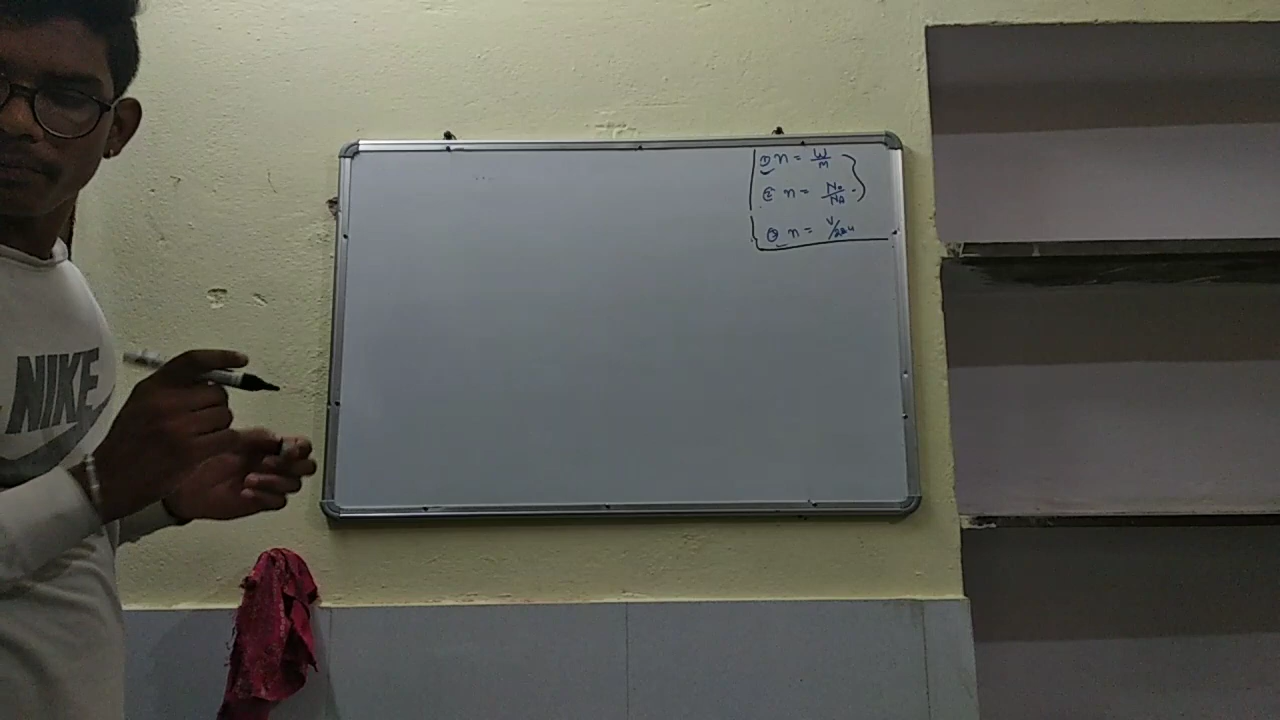 ① n = W/M
② n = No/NA
③ n = V/22.4
NIKE